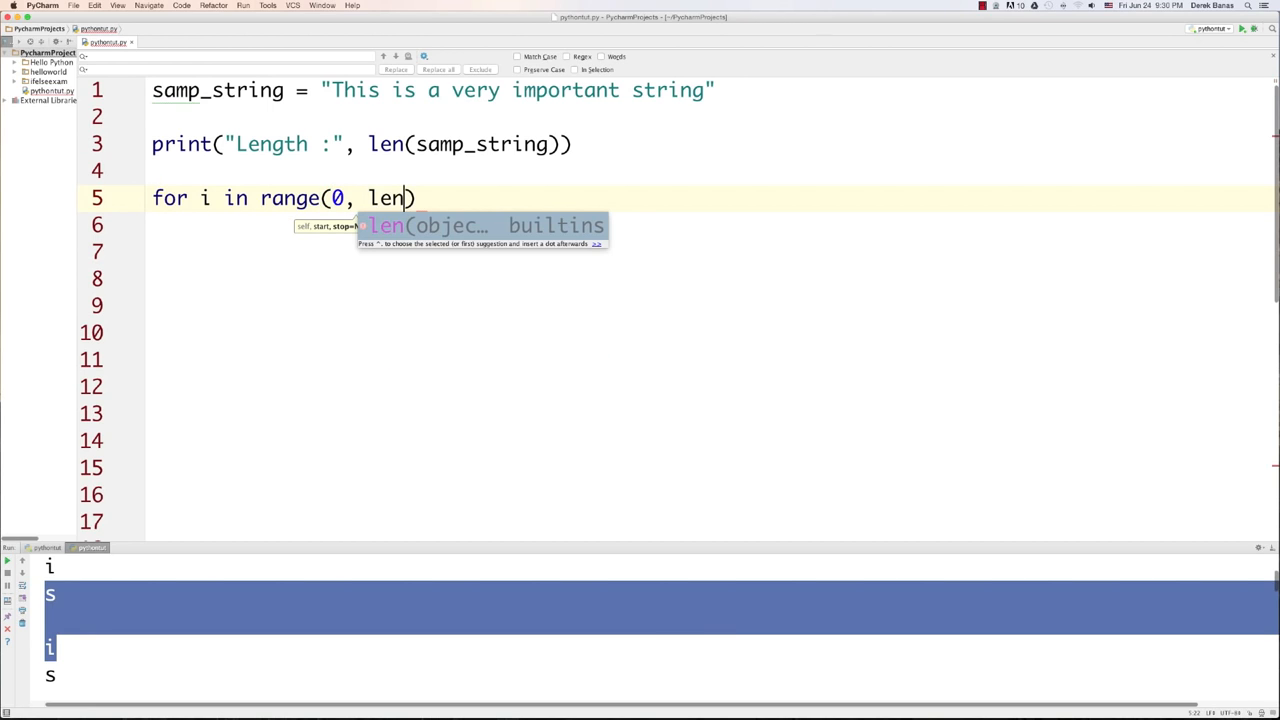 PyCharm File Edit View Navigate Code Refactor Run Tools VCS Window Help
10 Fri Jun 24 9:30 PM Derek Banas
pythontut.py - PycharmProjects - [~/PycharmProjects]
PycharmProjects pythontut.py
pythontut
pythontut.py ×
PycharmProject
Hello Python
helloworld
ifelseexam
pythontut.py
External Librarie
Match Case Regex Words
Replace Replace all Exclude Preserve Case In Selection
1 samp_string = "This is a very important string"
2
3 print("Length :", len(samp_string))
4
5 for i in range(0, len)
6
self, start, stop=N
len(objec… builtins
Press ^. to choose the selected (or first) suggestion and insert a dot afterwards >>
7
8
9
10
11
12
13
14
15
16
17
Run: pythontut pythontut
i
s
i
s
5:22 LF≑ UTF-8≑